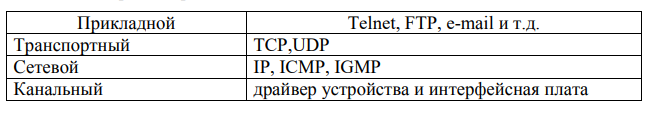 Прикладной Telnet, FTP, e-mail и т.д.
Транспортный TCP,UDP
Сетевой IP, ICMP, IGMP
Канальный драйвер устройства и интерфейсная плата